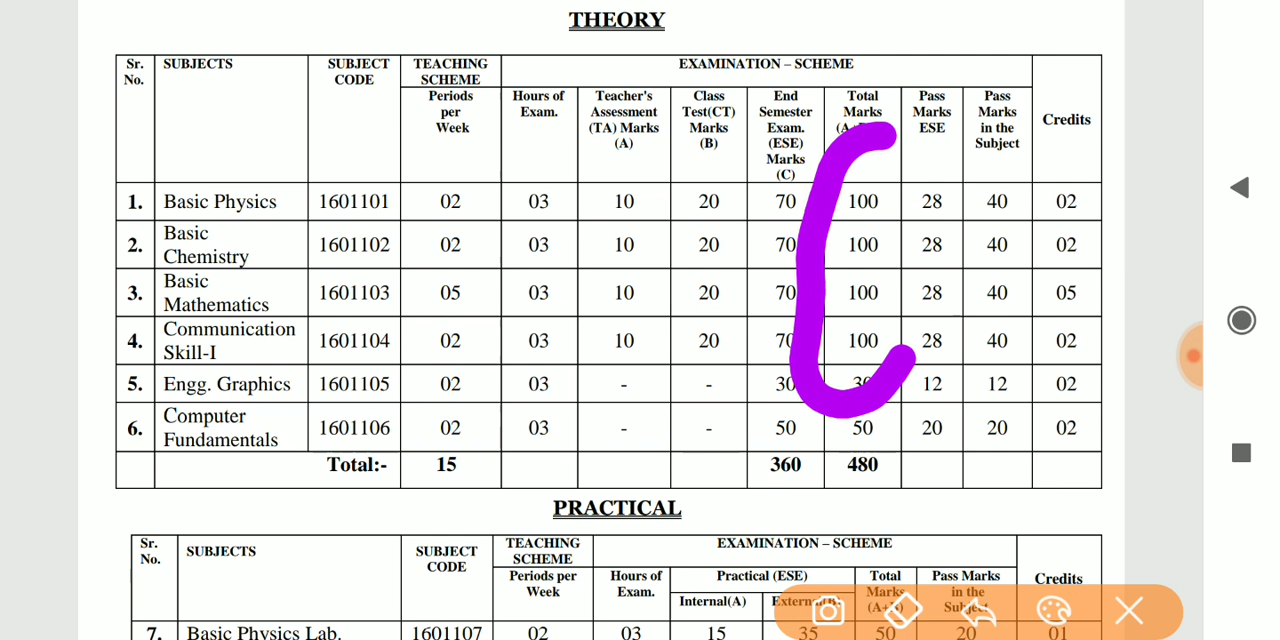 THEORY
Sr. No. SUBJECTS SUBJECT CODE TEACHING SCHEME EXAMINATION – SCHEME Credits
Periods per Week Hours of Exam. Teacher's Assessment (TA) Marks (A) Class Test(CT) Marks (B) End Semester Exam. (ESE) Marks (C) Total Marks Pass Marks ESE Pass Marks in the Subject
1. Basic Physics 1601101 02 03 10 20 70 100 28 40 02
2. Basic Chemistry 1601102 02 03 10 20 70 100 28 40 02
3. Basic Mathematics 1601103 05 03 10 20 70 100 28 40 05
4. Communication Skill-I 1601104 02 03 10 20 70 100 28 40 02
5. Engg. Graphics 1601105 02 03 - - 30 30 12 12 02
6. Computer Fundamentals 1601106 02 03 - - 50 50 20 20 02
Total:- 15 360 480
PRACTICAL
Sr. No. SUBJECTS SUBJECT CODE TEACHING SCHEME EXAMINATION – SCHEME Credits
Periods per Week Hours of Exam. Practical (ESE) Total Marks Pass Marks in the Subject
Internal(A)
7. Basic Physics Lab. 1601107 02 03 15 35 50 20 01